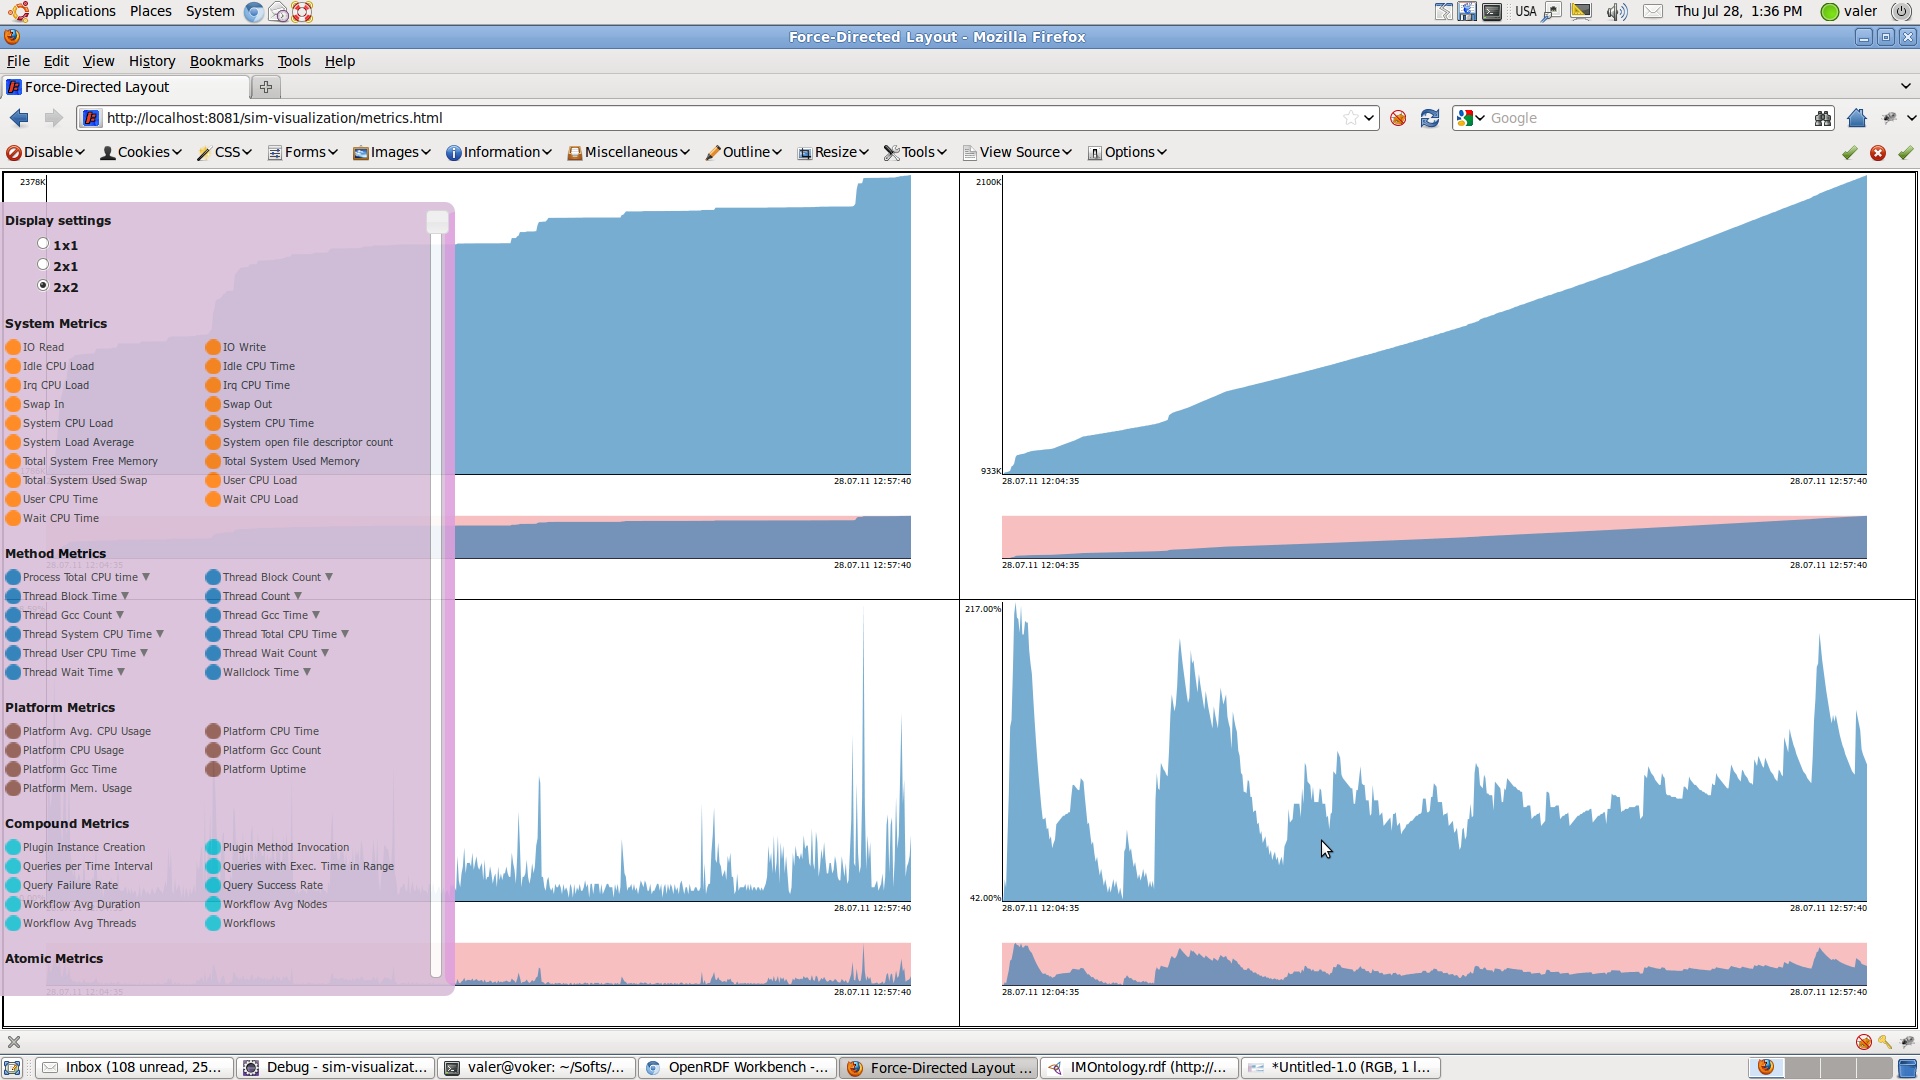 Applications Places System USA Thu Jul 28, 1:36 PM valer
Force-Directed Layout - Mozilla Firefox
File Edit View History Bookmarks Tools Help
Force-Directed Layout
http://localhost:8081/sim-visualization/metrics.html Google
Disable Cookies CSS Forms Images Information Miscellaneous Outline Resize Tools View Source Options
2378K
2100K
Display settings
1x1
2x1
2x2
System Metrics
IO Read IO Write
Idle CPU Load Idle CPU Time
Irq CPU Load Irq CPU Time
Swap In Swap Out
System CPU Load System CPU Time
System Load Average System open file descriptor count
Total System Free Memory Total System Used Memory
Total System Used Swap User CPU Load
User CPU Time Wait CPU Load
Wait CPU Time
933K
28.07.11 12:57:40
28.07.11 12:04:35 28.07.11 12:57:40
Method Metrics
28.07.11 12:04:35 28.07.11 12:57:40
28.07.11 12:04:35 28.07.11 12:57:40
Process Total CPU time ▼ Thread Block Count ▼
Thread Block Time ▼ Thread Count ▼
Thread Gcc Count ▼ Thread Gcc Time ▼
Thread System CPU Time ▼ Thread Total CPU Time ▼
Thread User CPU Time ▼ Thread Wait Count ▼
Thread Wait Time ▼ Wallclock Time ▼
217.00%
Platform Metrics
Platform Avg. CPU Usage Platform CPU Time
Platform CPU Usage Platform Gcc Count
Platform Gcc Time Platform Uptime
Platform Mem. Usage
Compound Metrics
Plugin Instance Creation Plugin Method Invocation
Queries per Time Interval Queries with Exec. Time in Range
Query Failure Rate Query Success Rate
Workflow Avg Duration Workflow Avg Nodes
Workflow Avg Threads Workflows
42.00%
28.07.11 12:57:40
28.07.11 12:04:35 28.07.11 12:57:40
Atomic Metrics
28.07.11 12:04:35 28.07.11 12:57:40
28.07.11 12:04:35 28.07.11 12:57:40
Inbox (108 unread, 25... Debug - sim-visualizat... valer@voker: ~/Softs/... OpenRDF Workbench -... Force-Directed Layout ... IMOntology.rdf (http:/... *Untitled-1.0 (RGB, 1 l...